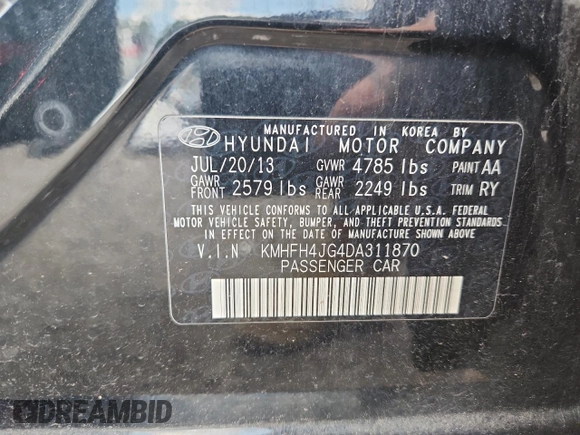 MANUFACTURED IN KOREA BY
HYUNDAI MOTOR COMPANY
JUL/20/13 GVWR 4785 lbs PAINT AA
GAWR FRONT 2579 lbs GAWR REAR 2249 lbs TRIM RY
THIS VEHICLE CONFORMS TO ALL APPLICABLE U.S.A. FEDERAL
MOTOR VEHICLE SAFETY, BUMPER, AND THEFT PREVENTION STANDARDS
IN EFFECT ON THE DATE OF MANUFACTURE SHOWN ABOVE.
V.I.N KMHFH4JG4DA311870
PASSENGER CAR
DREAMBID